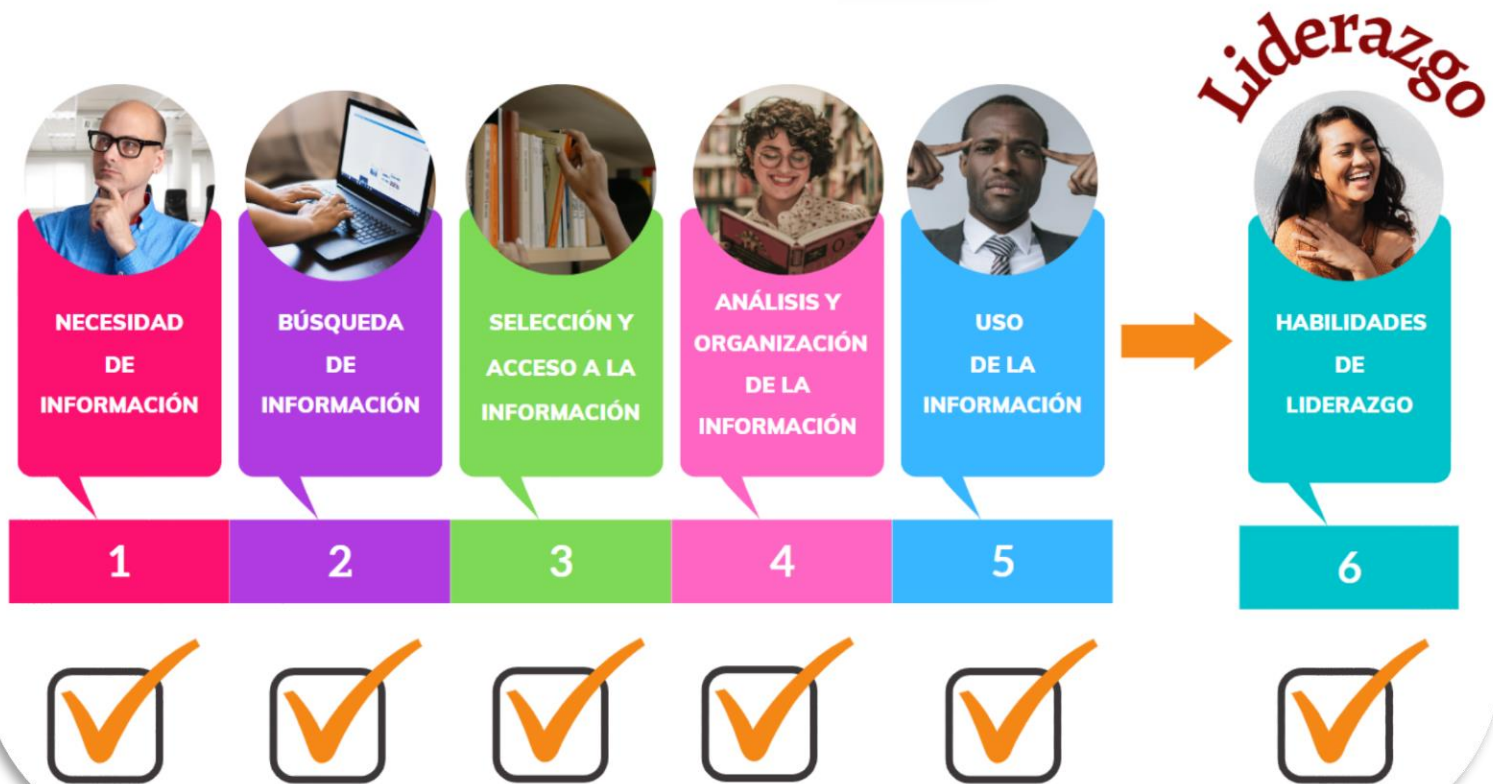 Liderazgo
NECESIDAD
DE
INFORMACIÓN
BÚSQUEDA
DE
INFORMACIÓN
SELECCIÓN Y
ACCESO A LA
INFORMACIÓN
ANÁLISIS Y
ORGANIZACIÓN
DE LA
INFORMACIÓN
USO
DE LA
INFORMACIÓN
HABILIDADES
DE
LIDERAZGO
1
2
3
4
5
6